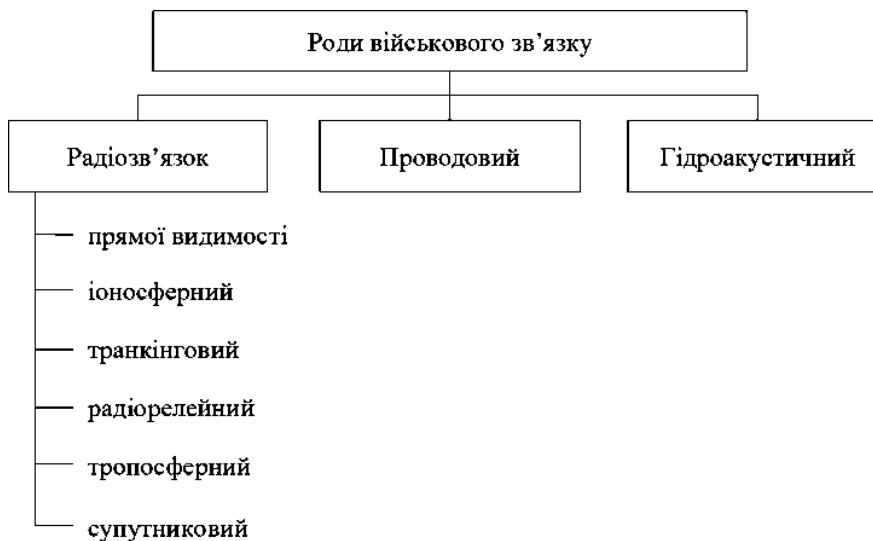 Роди військового зв’язку
Радіозв’язок
Проводовий
Гідроакустичний
прямої видимості
іоносферний
транкінговий
радіорелейний
тропосферний
супутниковий